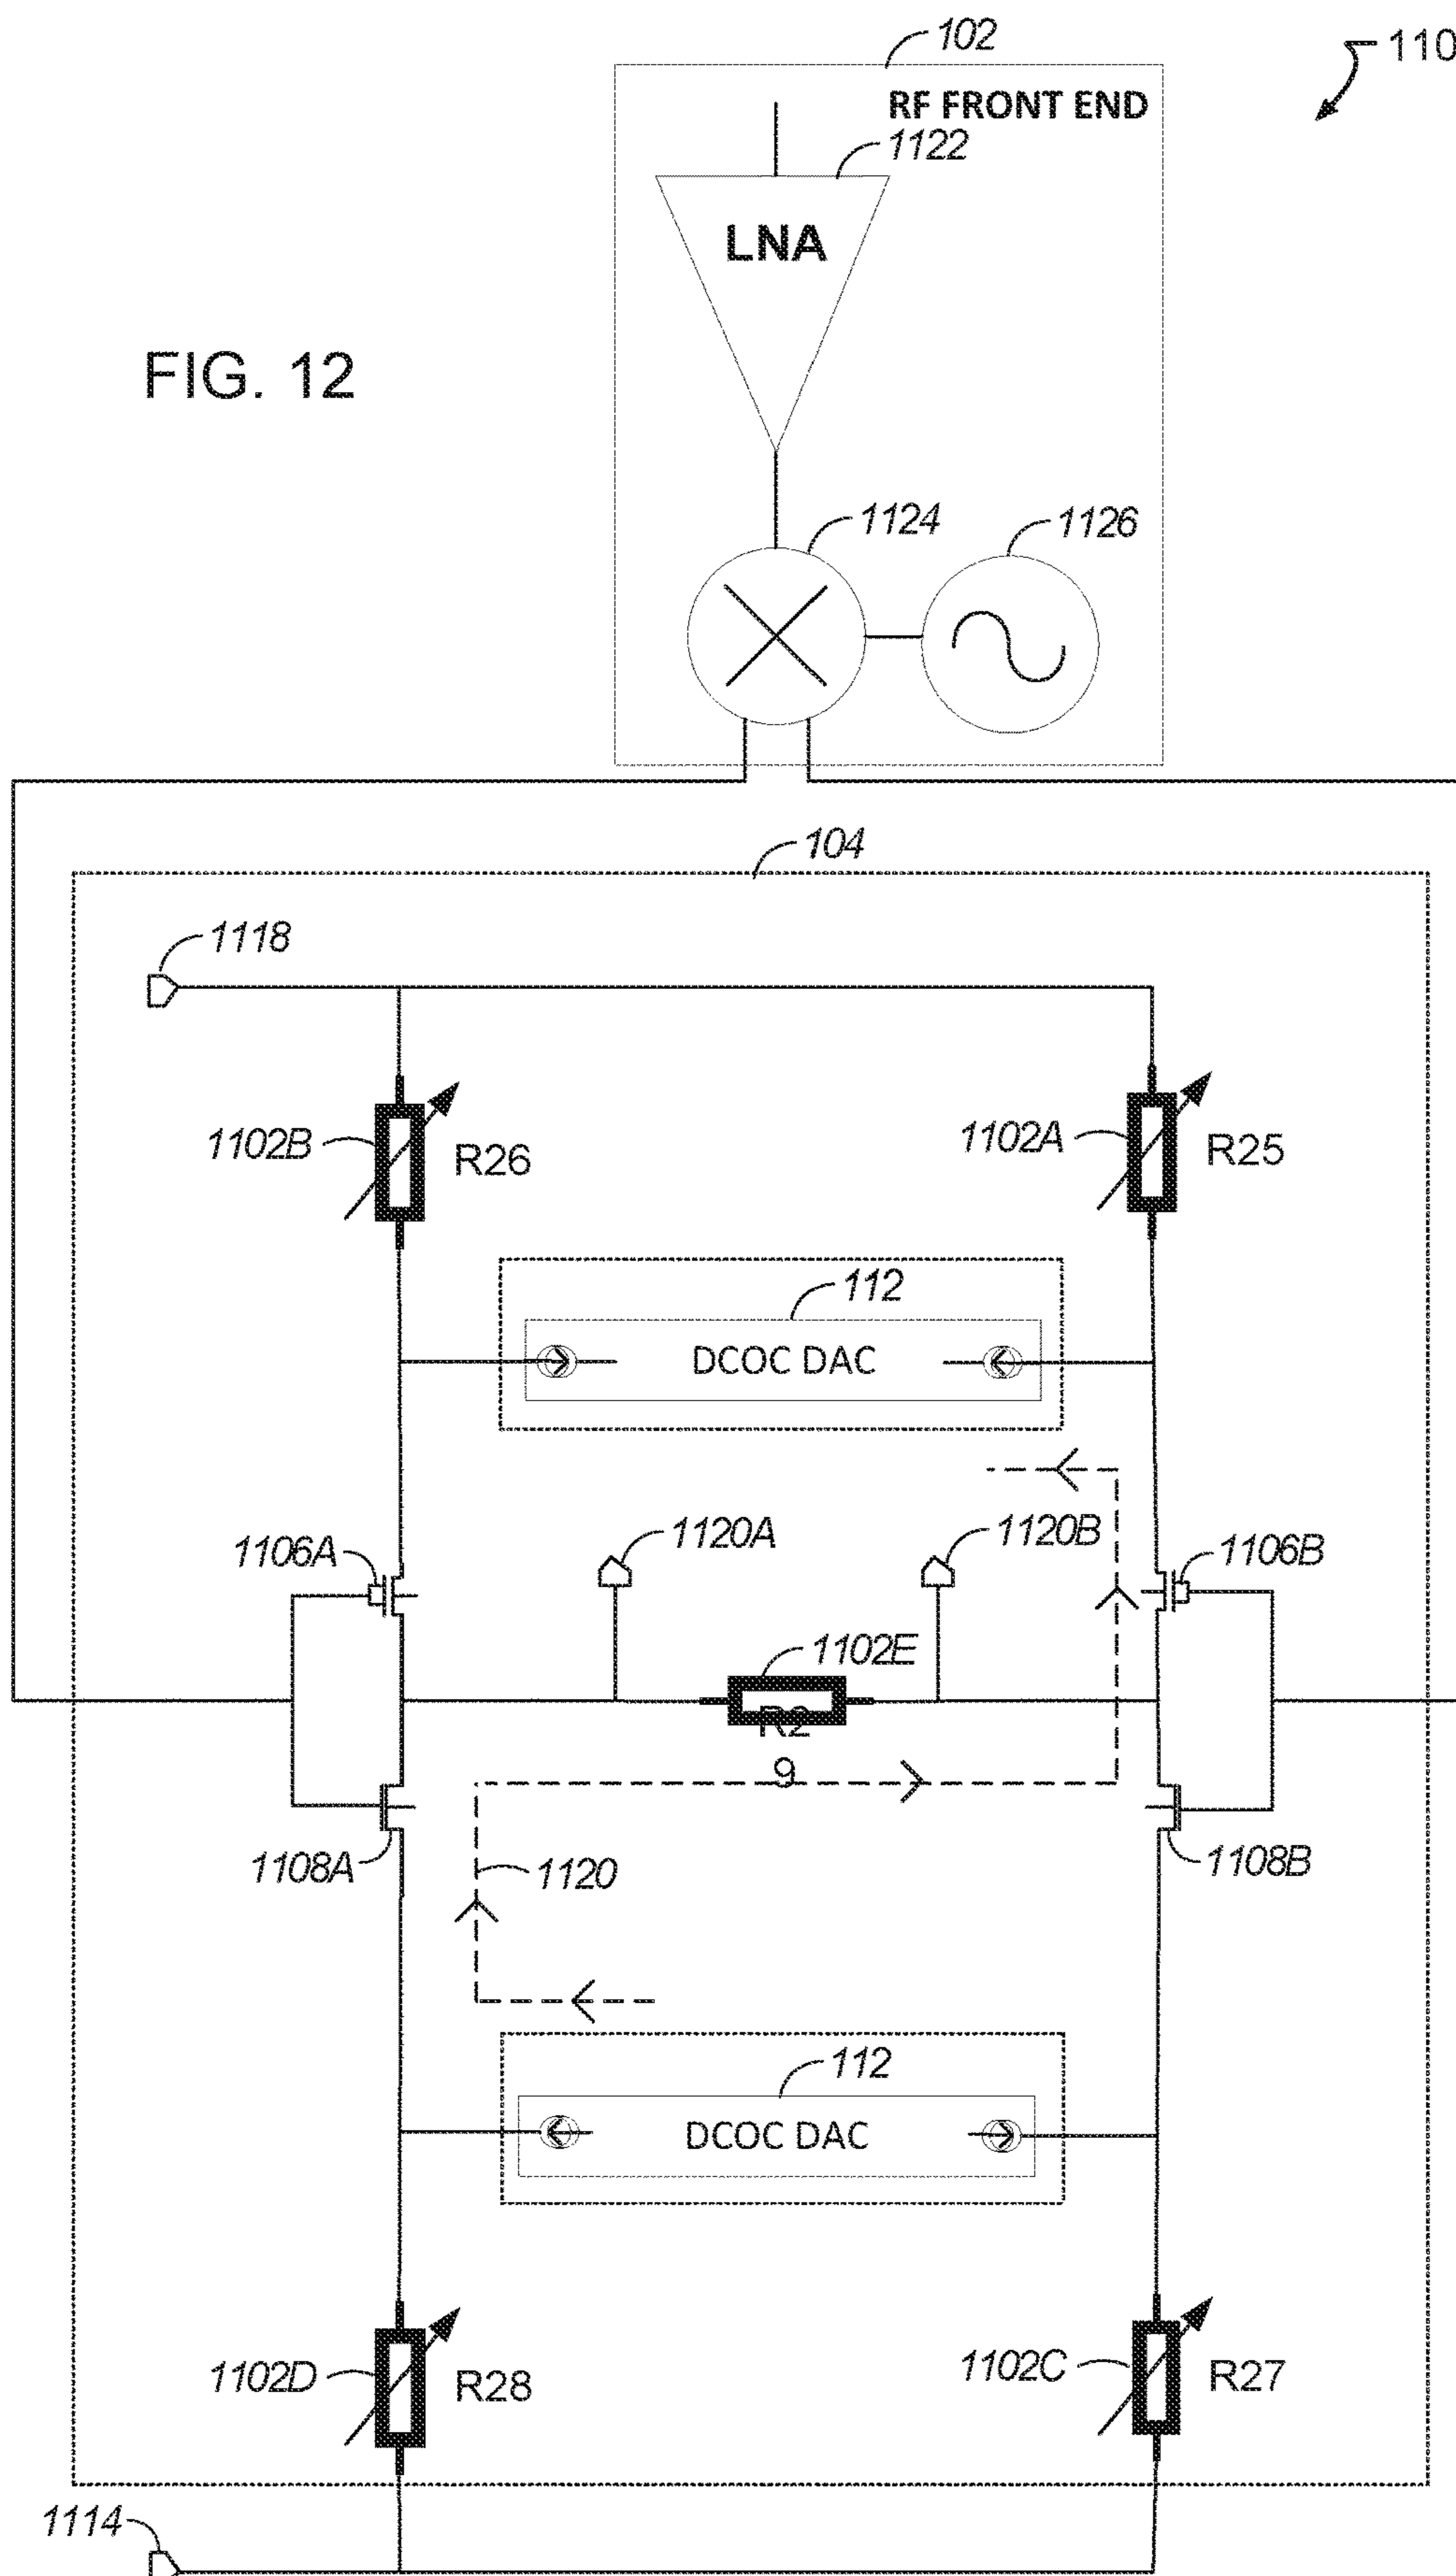 102
110
RF FRONT END
1122
LNA
FIG. 12
1124
1126
104
1118
1102B
R26
1102A
R25
112
DCOC DAC
1120A
1120B
1106A
1106B
1102E
R2
9
1108A
1120
1108B
112
DCOC DAC
1102D
R28
1102C
R27
1114